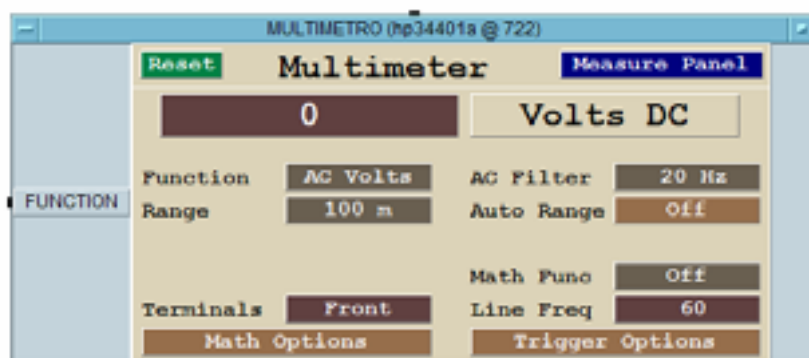 MULTIMETRO (hp34401a @ 722)
Reset Multimeter Measure Panel
0 Volts DC
Function AC Volts AC Filter 20 Hz
FUNCTION
Range 100 m Auto Range Off
Math Func Off
Terminals Front Line Freq 60
Math Options Trigger Options